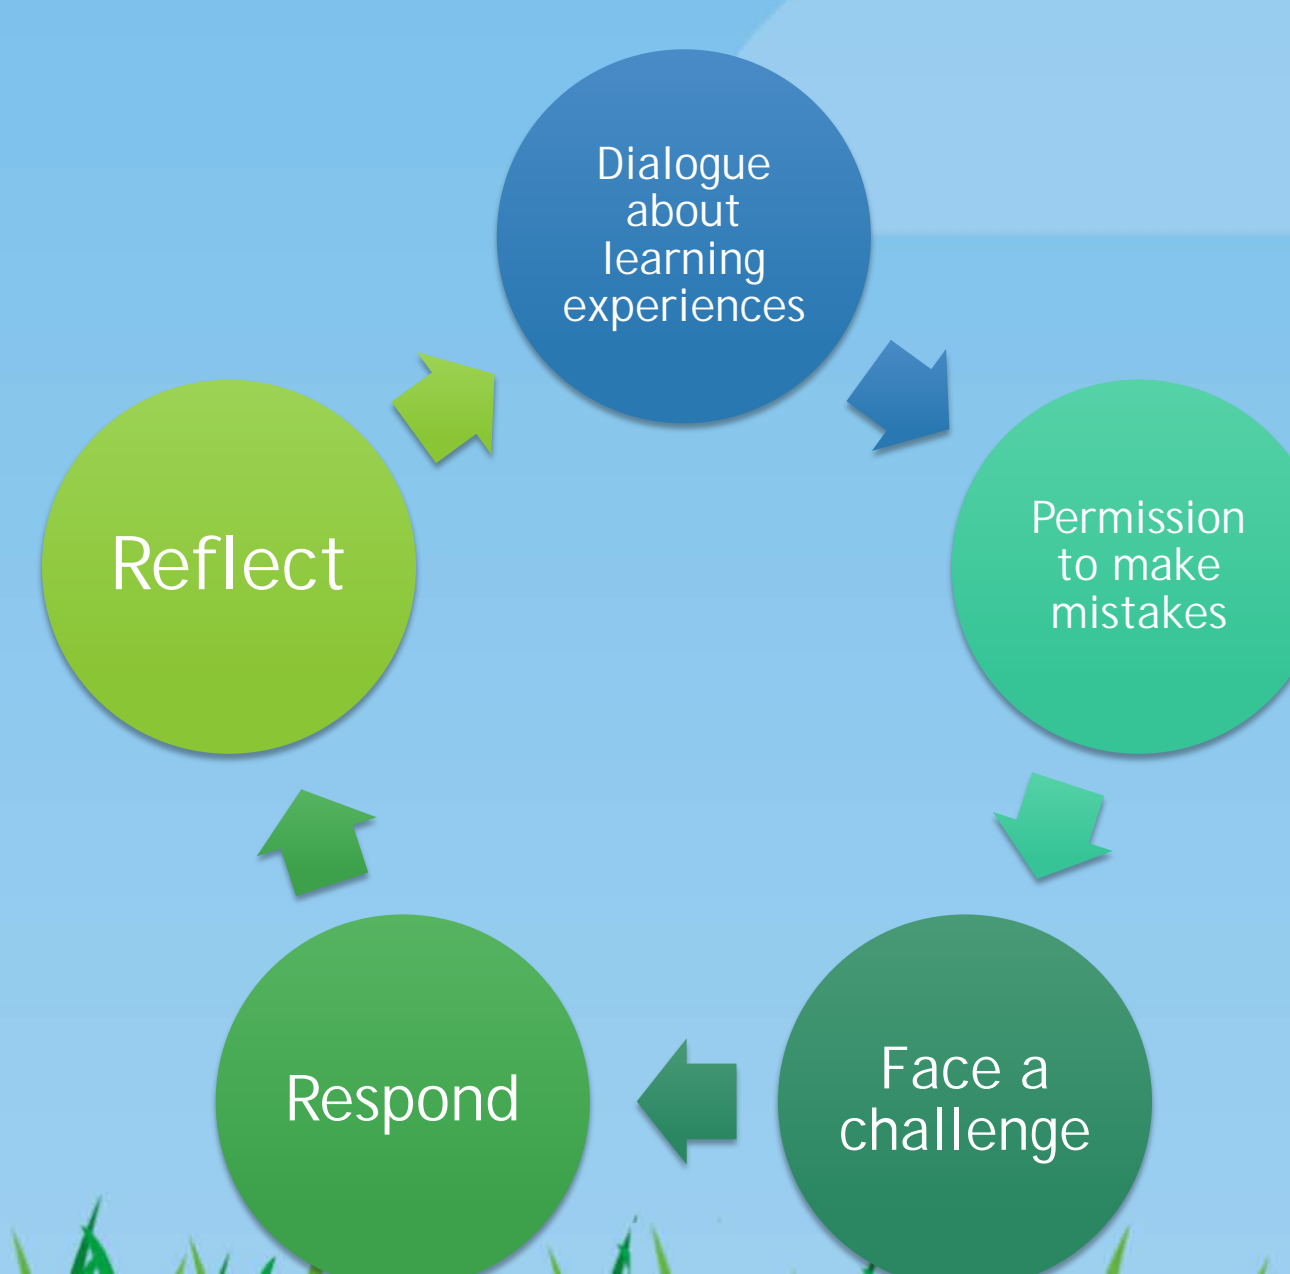 Dialogue
about
learning
experiences
Permission
to make
mistakes
Face a
challenge
Respond
Reflect